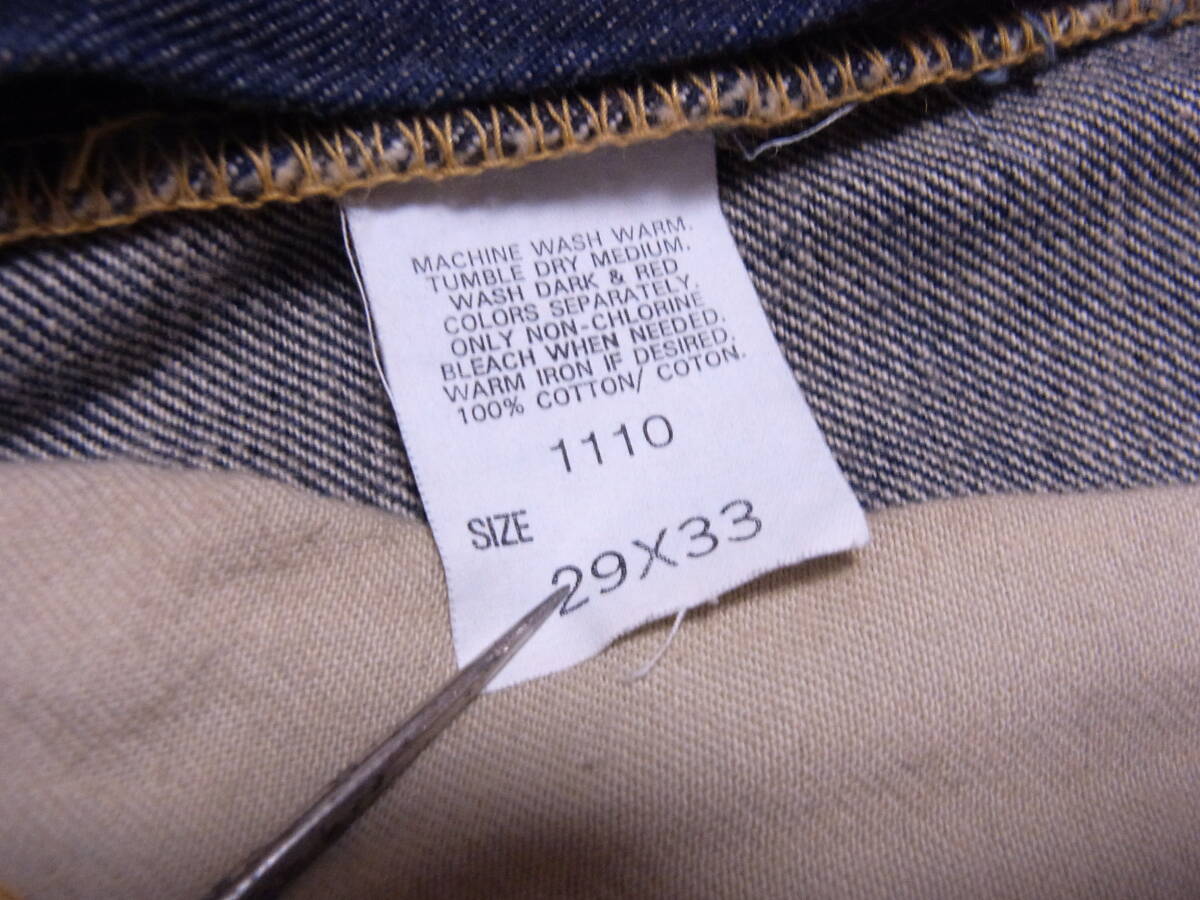 MACHINE WASH WARM.
TUMBLE DRY MEDIUM.
WASH DARK & RED
COLORS SEPARATELY.
ONLY NON-CHLORINE
BLEACH WHEN NEEDED.
WARM IRON IF DESIRED.
100% COTTON/ COTON.
1110
SIZE
29X33